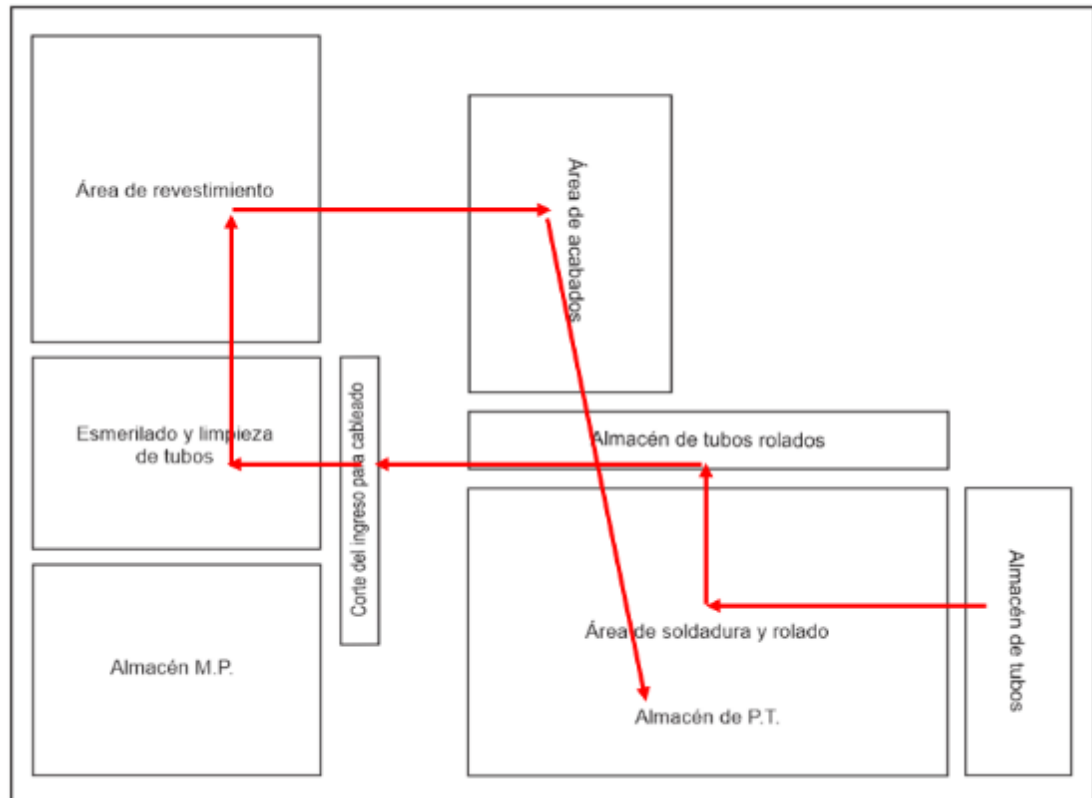 Área de revestimiento
Área de acabados
Esmerilado y limpieza
de tubos
Corte del ingreso para cableado
Almacén de tubos rolados
Área de soldadura y rolado
Almacén de tubos
Almacén M.P.
Almacén de P.T.